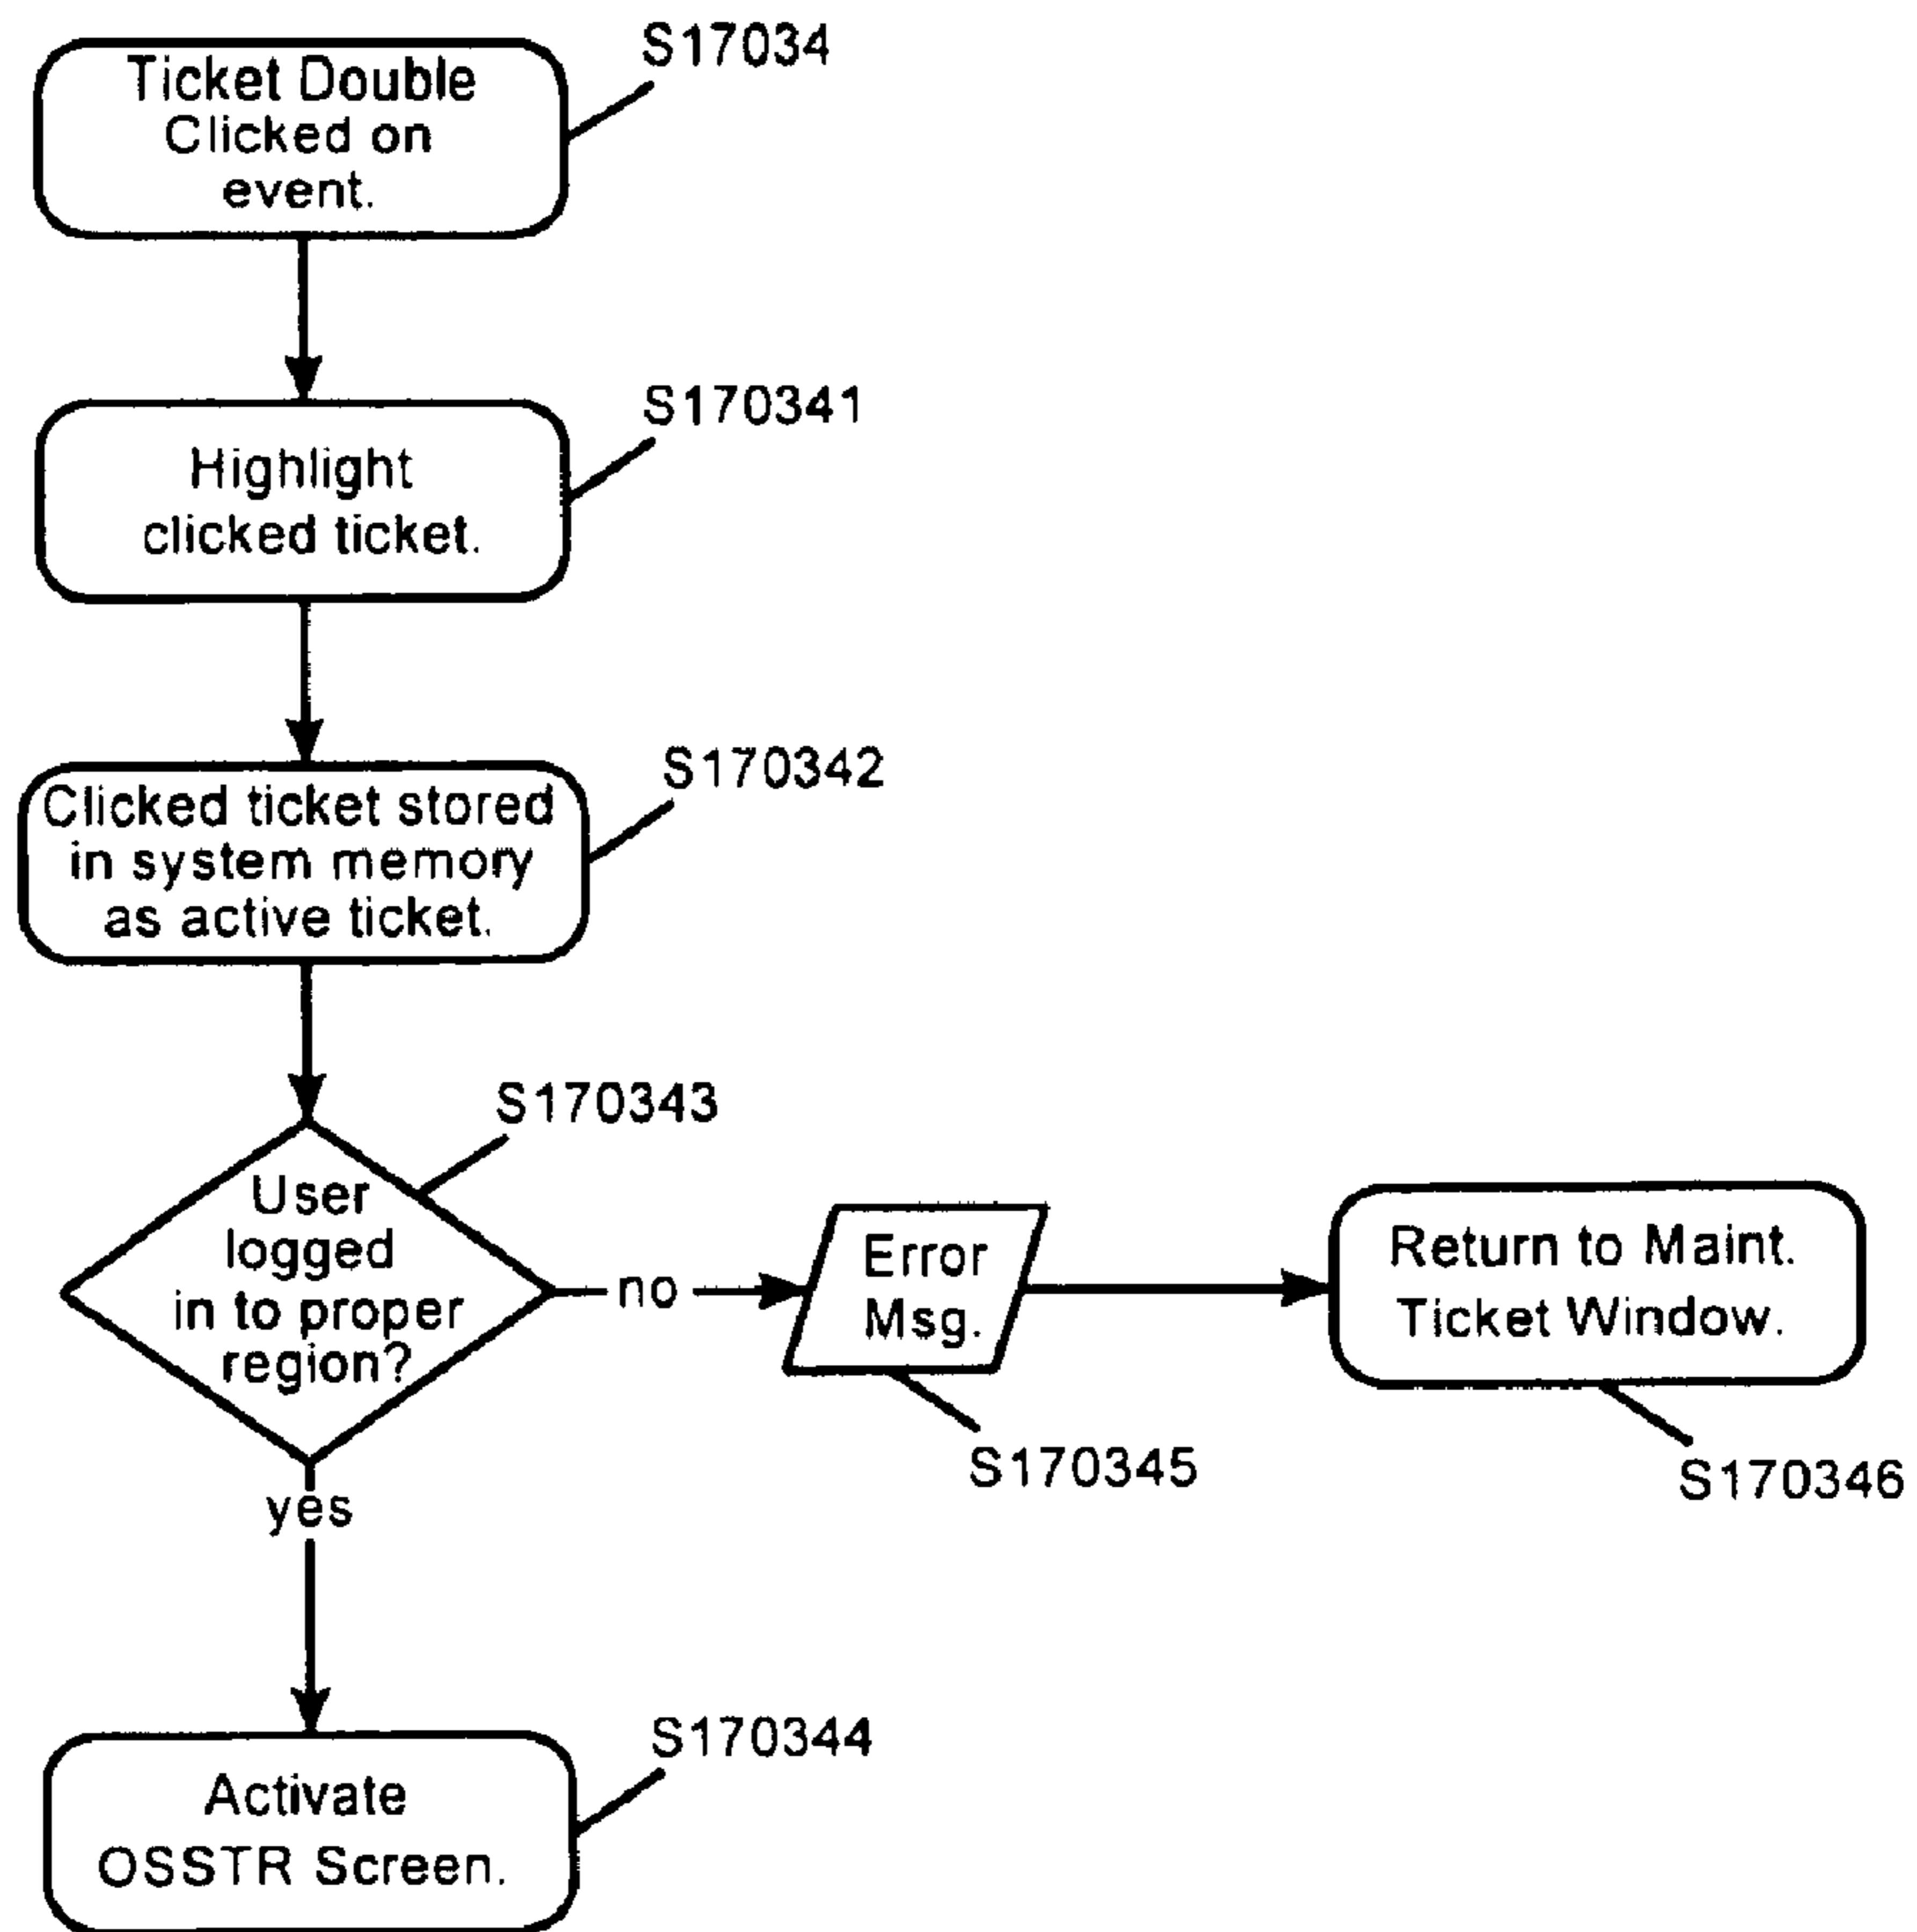 S17034
Ticket Double
Clicked on
event.
S170341
Highlight
clicked ticket.
S170342
Clicked ticket stored
in system memory
as active ticket.
S170343
User
logged
in to proper
region?
no
Error
Msg.
S170345
Return to Maint.
Ticket Window.
S170346
yes
S170344
Activate
OSSTR Screen.